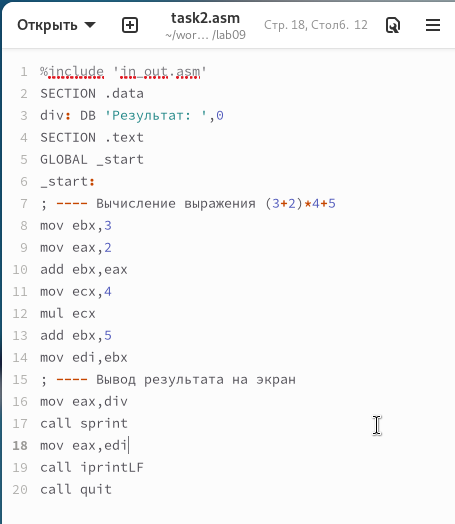 Открыть
task2.asm
~/wor… /lab09
Стр. 18, Столб. 12
1 %include 'in_out.asm'
2 SECTION .data
3 div: DB 'Результат: ',0
4 SECTION .text
5 GLOBAL _start
6 _start:
7 ; ---- Вычисление выражения (3+2)*4+5
8 mov ebx,3
9 mov eax,2
10 add ebx,eax
11 mov ecx,4
12 mul ecx
13 add ebx,5
14 mov edi,ebx
15 ; ---- Вывод результата на экран
16 mov eax,div
17 call sprint
18 mov eax,edi
19 call iprintLF
20 call quit